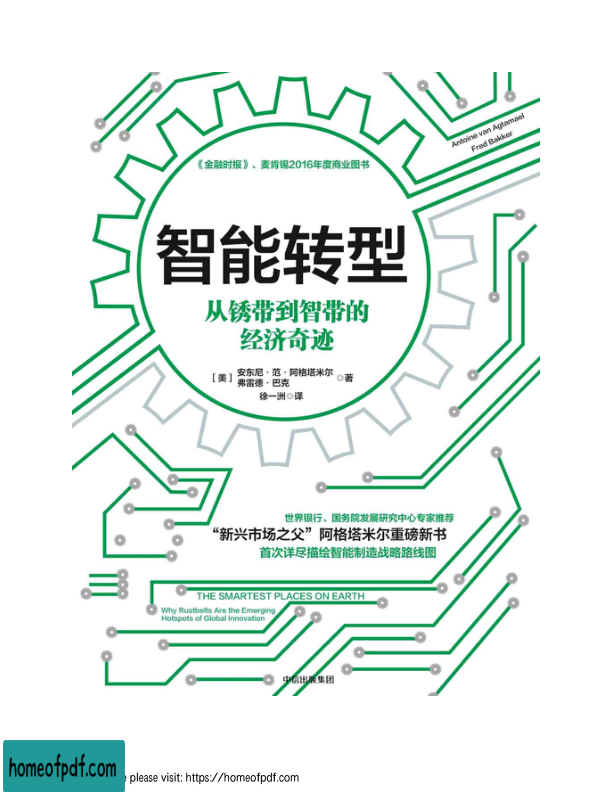 Antoine van Agtamael
Fred Bakker
《金融时报》、麦肯锡2016年度商业图书
智能转型
从锈带到智带的
经济奇迹
[美] 安东尼·范·阿格塔米尔
弗雷德·巴克 ◎著
徐一洲◎译
世界银行、国务院发展研究中心专家推荐
“新兴市场之父”阿格塔米尔重磅新书
首次详尽描绘智能制造战略路线图
THE SMARTEST PLACES ON EARTH
Why Rustbelts Are the Emerging
Hotspots of Global Innovation
中信出版集团
homeofpdf.com
please visit: https://homeofpdf.com